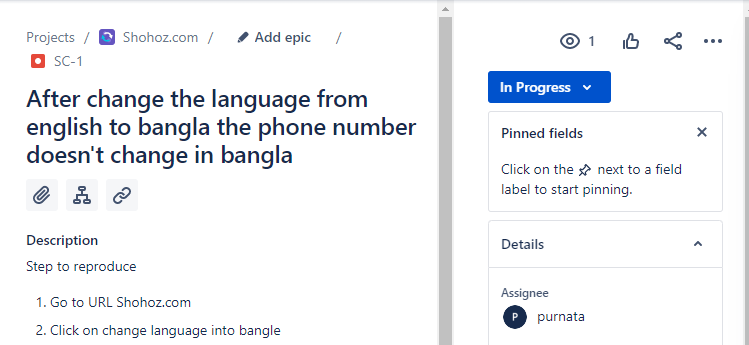 Projects / Shohoz.com / Add epic /
SC-1
After change the language from
english to bangla the phone number
doesn't change in bangla
Description
Step to reproduce
1. Go to URL Shohoz.com
2. Click on change language into bangle
1
In Progress
Pinned fields
Click on the next to a field
label to start pinning.
Details
Assignee
P purnata